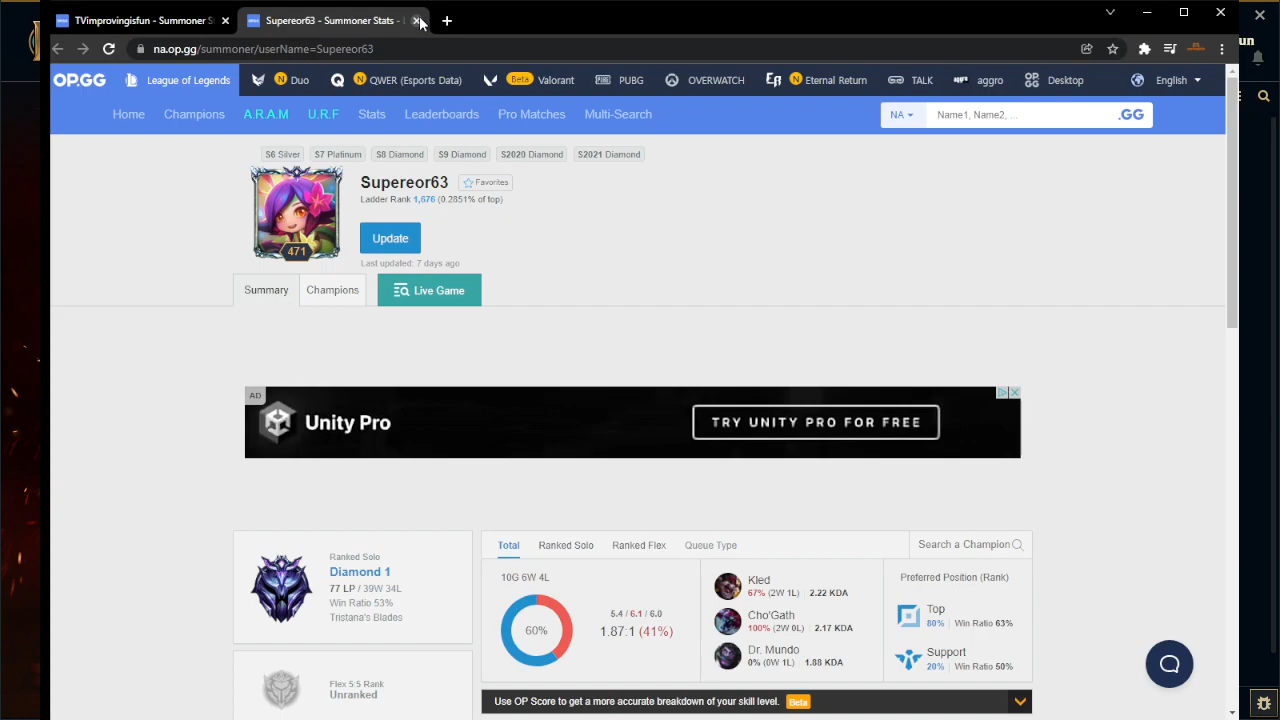 TVimprovingisfun - Summoner S
Supereor63 - Summoner Stats - L
na.op.gg/summoner/userName=Supereor63
OP.GG
League of Legends
N Duo
N QWER (Esports Data)
Beta Valorant
PUBG
OVERWATCH
N Eternal Return
TALK
aggro
Desktop
English
un
Home
Champions
A.R.A.M
U.R.F
Stats
Leaderboards
Pro Matches
Multi-Search
NA
Name1, Name2, ...
.GG
S6 Silver
S7 Platinum
S8 Diamond
S9 Diamond
S2020 Diamond
S2021 Diamond
471
Supereor63
Favorites
Ladder Rank 1,676 (0.2851% of top)
Update
Last updated: 7 days ago
Summary
Champions
Live Game
AD
Unity Pro
TRY UNITY PRO FOR FREE
Ranked Solo
Diamond 1
77 LP / 39W 34L
Win Ratio 53%
Tristana's Blades
Flex 5:5 Rank
Unranked
Total
Ranked Solo
Ranked Flex
Queue Type
Search a Champion
10G 6W 4L
60%
5.4 / 6.1 / 6.0
1.87:1 (41%)
Kled
67% (2W 1L) 2.22 KDA
Cho'Gath
100% (2W 0L) 2.17 KDA
Dr. Mundo
0% (0W 1L) 1.88 KDA
Preferred Position (Rank)
Top
80% Win Ratio 63%
Support
20% Win Ratio 50%
Use OP Score to get a more accurate breakdown of your skill level. Beta